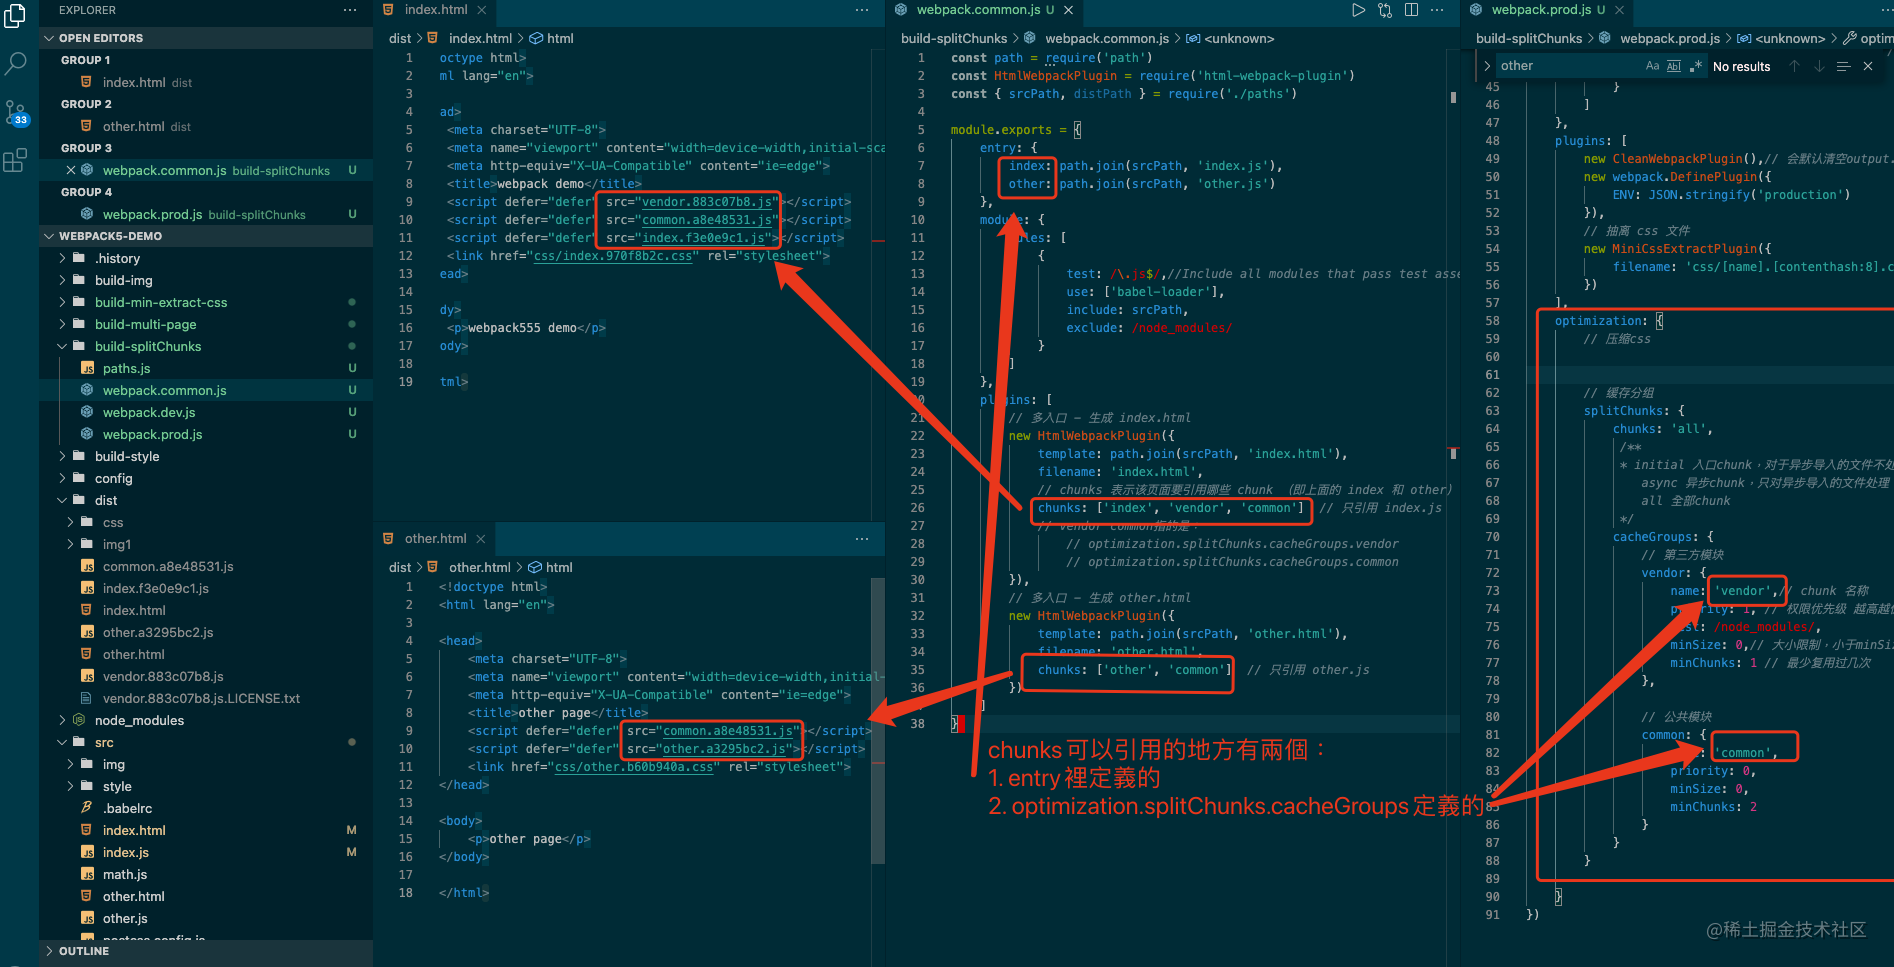 EXPLORER
OPEN EDITORS
GROUP 1
index.html dist
GROUP 2
other.html dist
GROUP 3
webpack.common.js build-splitChunks U
GROUP 4
webpack.prod.js build-splitChunks U
WEBPACK5-DEMO
.history
build-img
build-min-extract-css
build-multi-page
build-splitChunks
paths.js U
webpack.common.js U
webpack.dev.js U
webpack.prod.js U
build-style
config
dist
css
img1
common.a8e48531.js
index.f3e0e9c1.js
index.html
other.a3295bc2.js
other.html
vendor.883c07b8.js
vendor.883c07b8.js.LICENSE.txt
node_modules
src
img
style
.babelrc
index.html M
index.js M
math.js
other.html
other.js
OUTLINE
33
index.html
dist > index.html > html
1 octype html>
2 ml lang="en">
3
4 ad>
5 <meta charset="UTF-8">
6 <meta name="viewport" content="width=device-width,initial-sca
7 <meta http-equiv="X-UA-Compatible" content="ie=edge">
8 <title>webpack demo</title>
9 <script defer="defer" src="vendor.883c07b8.js"></script>
10 <script defer="defer" src="common.a8e48531.js"></script>
11 <script defer="defer" src="index.f3e0e9c1.js"></script>
12 <link href="css/index.970f8b2c.css" rel="stylesheet">
13 ead>
14
15 dy>
16 <p>webpack555 demo</p>
17 ody>
18
19 tml>
other.html
dist > other.html > html
1 <!doctype html>
2 <html lang="en">
3
4 <head>
5 <meta charset="UTF-8">
6 <meta name="viewport" content="width=device-width,initial-
7 <meta http-equiv="X-UA-Compatible" content="ie=edge">
8 <title>other page</title>
9 <script defer="defer" src="common.a8e48531.js"></script>
10 <script defer="defer" src="other.a3295bc2.js"></script>
11 <link href="css/other.b60b940a.css" rel="stylesheet">
12 </head>
13
14 <body>
15 <p>other page</p>
16 </body>
17
18 </html>
webpack.common.js U
build-splitChunks > webpack.common.js > <unknown>
1 const path = require('path')
2 const HtmlWebpackPlugin = require('html-webpack-plugin')
3 const { srcPath, distPath } = require('./paths')
4
5 module.exports = {
6 entry: {
7 index: path.join(srcPath, 'index.js'),
8 other: path.join(srcPath, 'other.js')
9 },
10 module: {
11 les: [
12 {
13 test: /\.js$/,//Include all modules that pass test asse
14 use: ['babel-loader'],
15 include: srcPath,
16 exclude: /node_modules/
17 }
18 ]
19 },
20 plugins: [
21 // 多入口 - 生成 index.html
22 new HtmlWebpackPlugin({
23 template: path.join(srcPath, 'index.html'),
24 filename: 'index.html',
25 // chunks 表示该页面要引用哪些 chunk （即上面的 index 和 other）
26 chunks: ['index', 'vendor', 'common'] // 只引用 index.js
27 // vendor common指的是：
28 // optimization.splitChunks.cacheGroups.vendor
29 // optimization.splitChunks.cacheGroups.common
30 }),
31 // 多入口 - 生成 other.html
32 new HtmlWebpackPlugin({
33 template: path.join(srcPath, 'other.html'),
34 filename: 'other.html',
35 chunks: ['other', 'common'] // 只引用 other.js
36 })
37 ]
38 }
chunks可以引用的地方有兩個：
1. entry裡定義的
2. optimization.splitChunks.cacheGroups定義的
webpack.prod.js U
build-splitChunks > webpack.prod.js > <unknown> > optim
other
No results
45 }
46 ]
47 },
48 plugins: [
49 new CleanWebpackPlugin(),// 会默认清空output.
50 new webpack.DefinePlugin({
51 ENV: JSON.stringify('production')
52 }),
53 // 抽离 css 文件
54 new MiniCssExtractPlugin({
55 filename: 'css/[name].[contenthash:8].c
56 })
57 ],
58 optimization: {
59 // 压缩css
60
61
62 // 缓存分组
63 splitChunks: {
64 chunks: 'all',
65 /**
66 * initial 入口chunk，对于异步导入的文件不处
67 async 异步chunk，只对异步导入的文件处理
68 all 全部chunk
69 */
70 cacheGroups: {
71 // 第三方模块
72 vendor: {
73 name: 'vendor',// chunk 名称
74 priority: 1, // 权限优先级 越高越
75 /node_modules/,
76 minSize: 0,// 大小限制，小于minSiz
77 minChunks: 1 // 最少复用过几次
78 },
79
80 // 公共模块
81 common: {
82 'common',
83 priority: 0,
84 minSize: 0,
85 minChunks: 2
86 }
87 }
88 }
89
90 }
91 })
@稀土掘金技术社区